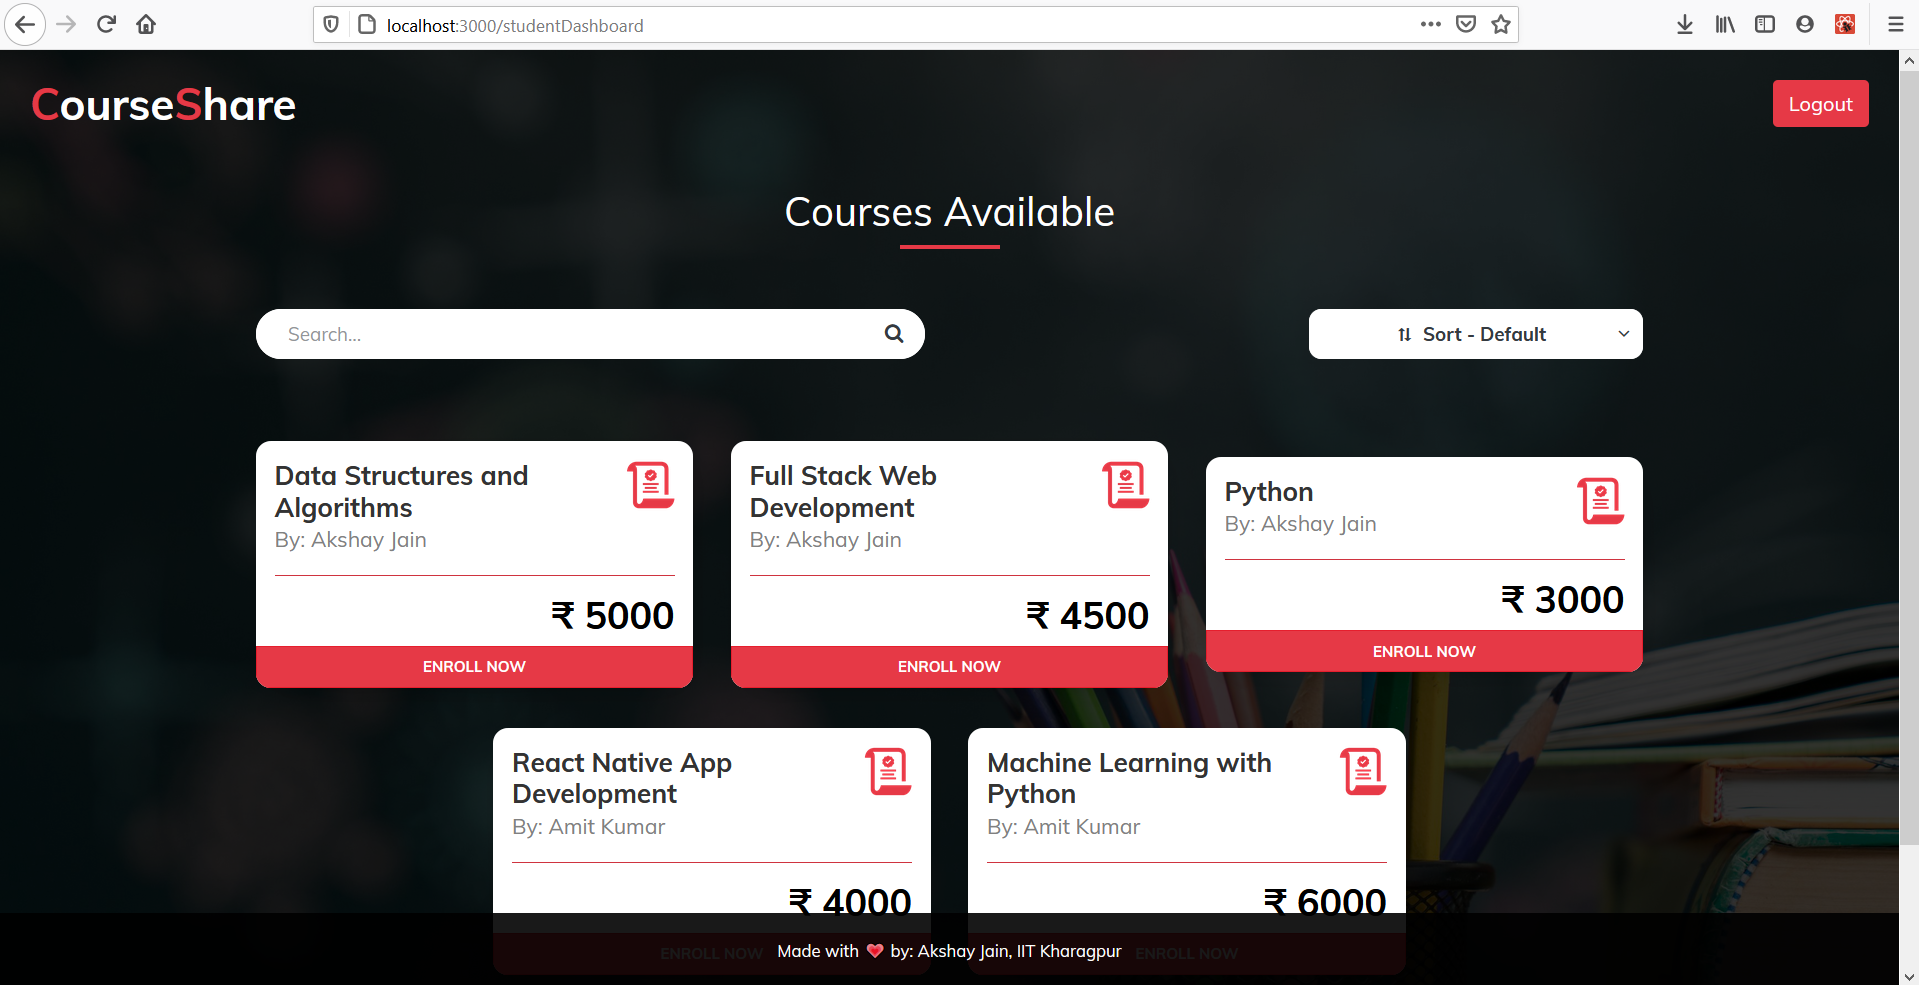 localhost:3000/studentDashboard
CourseShare
Logout
Courses Available
Search...
Sort - Default
Data Structures and
Algorithms
By: Akshay Jain
₹ 5000
ENROLL NOW
Full Stack Web
Development
By: Akshay Jain
₹ 4500
ENROLL NOW
Python
By: Akshay Jain
₹ 3000
ENROLL NOW
React Native App
Development
By: Amit Kumar
₹ 4000
ENROLL NOW
Machine Learning with
Python
By: Amit Kumar
₹ 6000
ENROLL NOW
Made with ❤ by: Akshay Jain, IIT Kharagpur